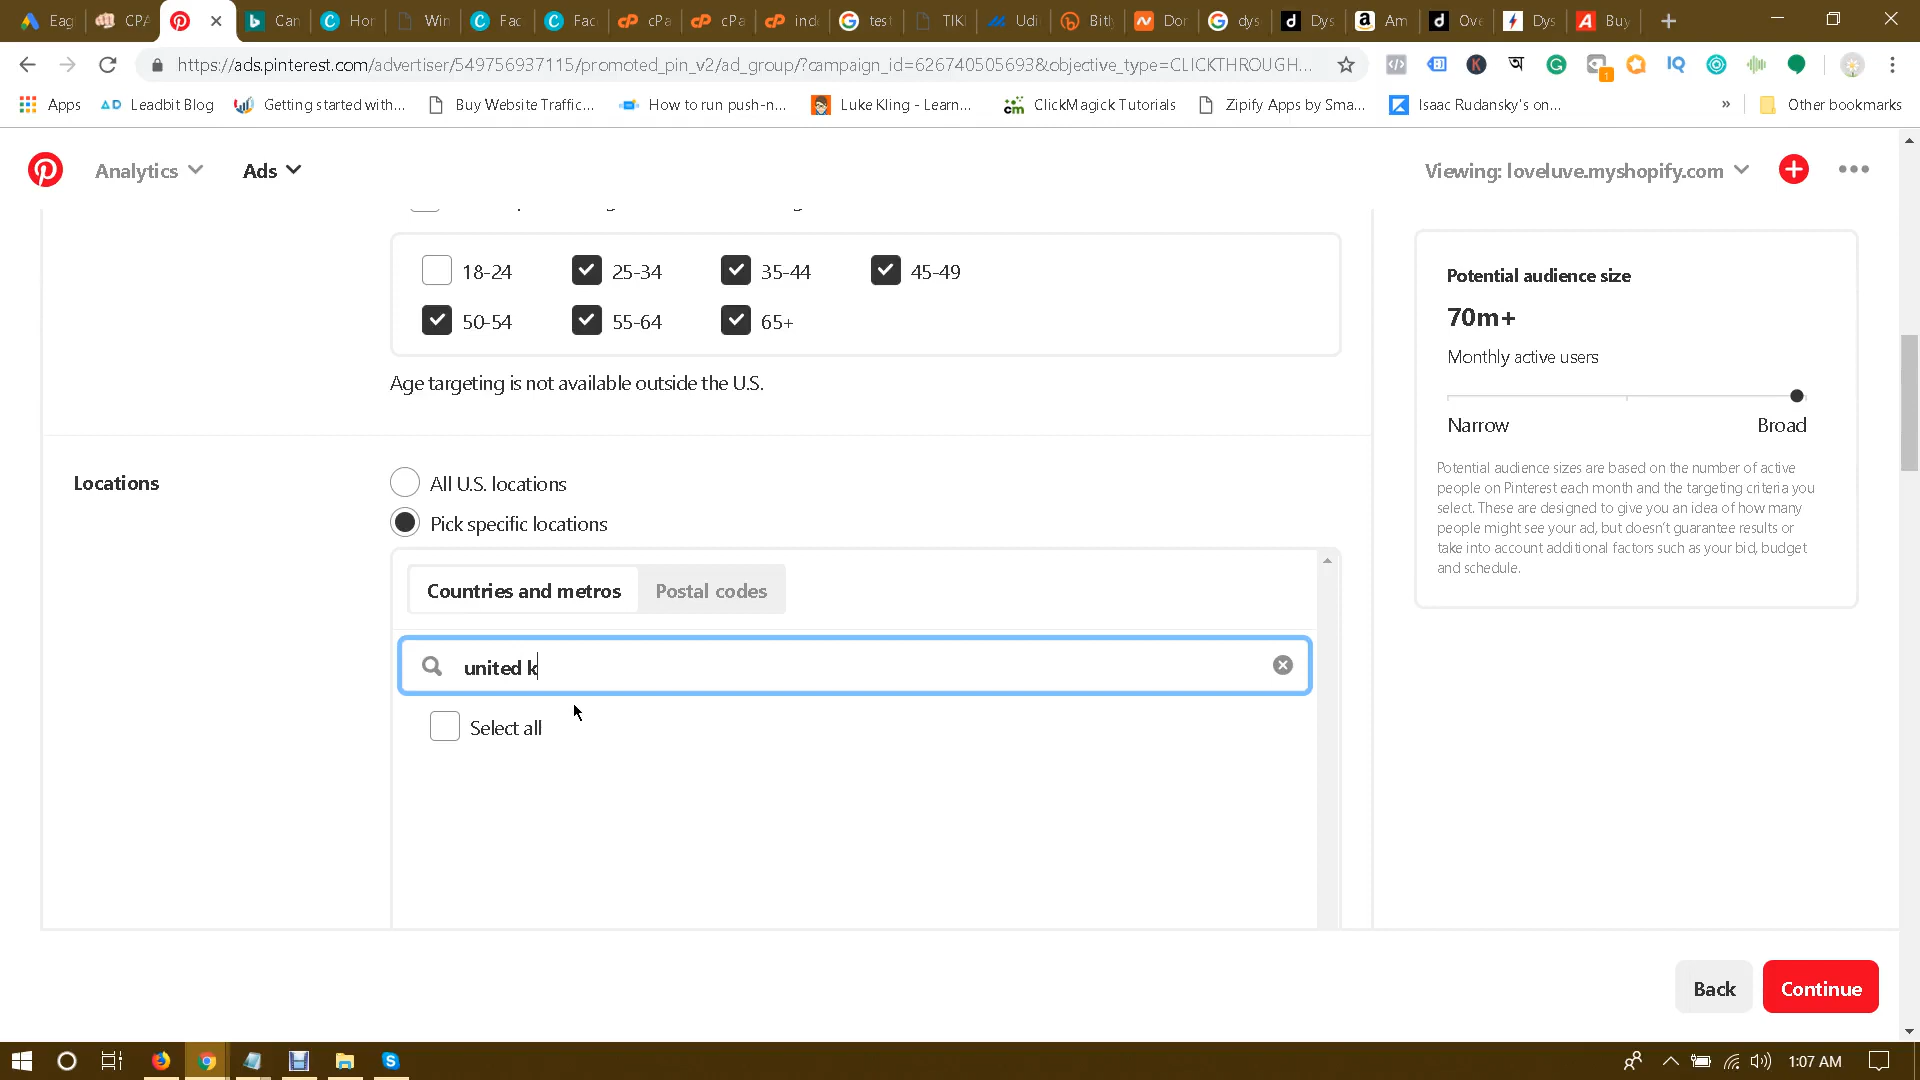 Eag
CPA
Can
Hor
Win
Fac
Fac
cPa
cPa
inde
test
TIKI
Udi
Bitl
Dor
dys
Dys
Am
Ove
Dys
Buy
https://ads.pinterest.com/advertiser/549756937115/promoted_pin_v2/ad_group/?campaign_id=626740505693&objective_type=CLICKTHROUGH...
Apps
Leadbit Blog
Getting started with...
Buy Website Traffic...
How to run push-n...
Luke Kling - Learn...
ClickMagick Tutorials
Zipify Apps by Sma...
Isaac Rudansky's on...
»
Other bookmarks
Analytics
Ads
Viewing: loveluve.myshopify.com
18-24
25-34
35-44
45-49
50-54
55-64
65+
Age targeting is not available outside the U.S.
Locations
All U.S. locations
Pick specific locations
Countries and metros
Postal codes
united k
Select all
Potential audience size
70m+
Monthly active users
Narrow
Broad
Potential audience sizes are based on the number of active
people on Pinterest each month and the targeting criteria you
select. These are designed to give you an idea of how many
people might see your ad, but doesn't guarantee results or
take into account additional factors such as your bid, budget
and schedule.
Back
Continue
1:07 AM